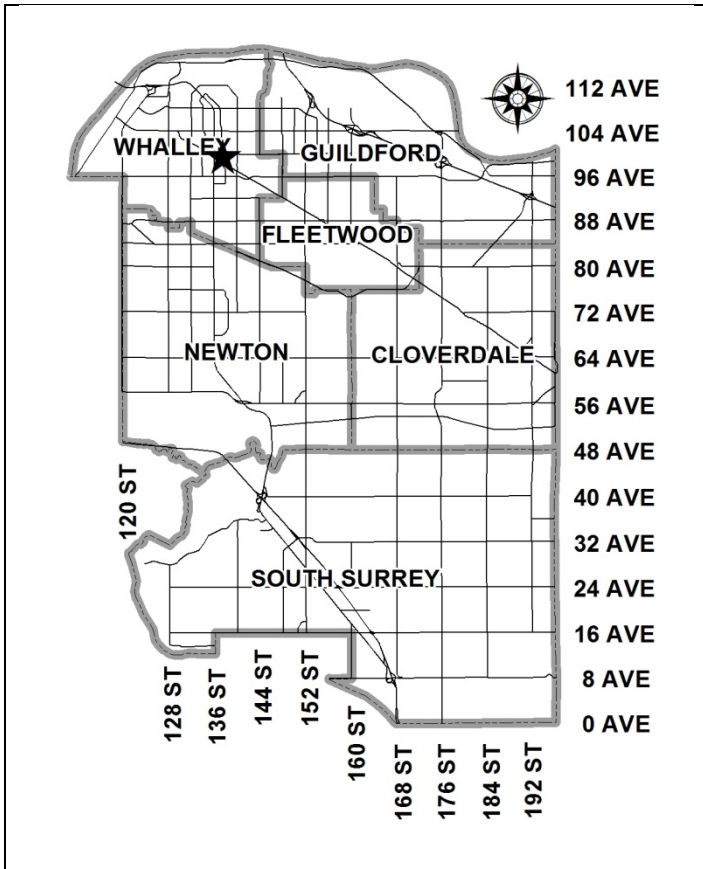 112 AVE
104 AVE
WHALLEY
GUILDFORD
96 AVE
88 AVE
FLEETWOOD
80 AVE
72 AVE
NEWTON
CLOVERDALE
64 AVE
56 AVE
48 AVE
120 ST
40 AVE
32 AVE
SOUTH SURREY
24 AVE
16 AVE
8 AVE
0 AVE
128 ST
136 ST
144 ST
152 ST
160 ST
168 ST
176 ST
184 ST
192 ST